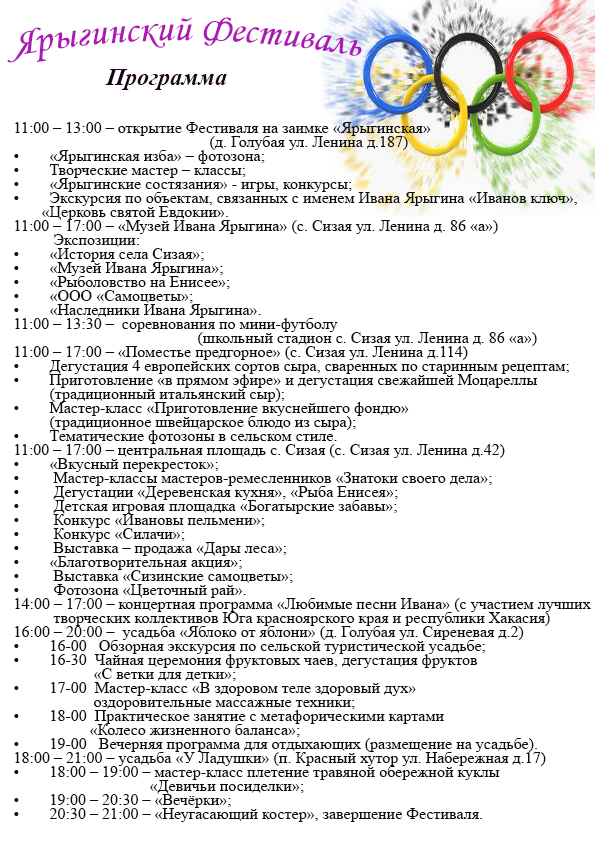 Ярыгинский Фестиваль
Программа
11:00 – 13:00 – открытие Фестиваля на заимке «Ярыгинская»
(д. Голубая ул. Ленина д.187)
• «Ярыгинская изба» – фотозона;
• Творческие мастер – классы;
• «Ярыгинские состязания» - игры, конкурсы;
• Экскурсия по объектам, связанных с именем Ивана Ярыгина «Иванов ключ»,
«Церковь святой Евдокии».
11:00 – 17:00 – «Музей Ивана Ярыгина» (с. Сизая ул. Ленина д. 86 «а»)
Экспозиции:
• «История села Сизая»;
• «Музей Ивана Ярыгина»;
• «Рыболовство на Енисее»;
• «ООО «Самоцветы»;
• «Наследники Ивана Ярыгина».
11:00 – 13:30 – соревнования по мини-футболу
(школьный стадион с. Сизая ул. Ленина д. 86 «а»)
11:00 – 17:00 – «Поместье предгорное» (с. Сизая ул. Ленина д.114)
• Дегустация 4 европейских сортов сыра, сваренных по старинным рецептам;
• Приготовление «в прямом эфире» и дегустация свежайшей Моцареллы
(традиционный итальянский сыр);
• Мастер-класс «Приготовление вкуснейшего фондю»
(традиционное швейцарское блюдо из сыра);
• Тематические фотозоны в сельском стиле.
11:00 – 17:00 – центральная площадь с. Сизая (с. Сизая ул. Ленина д.42)
• «Вкусный перекресток»;
• Мастер-классы мастеров-ремесленников «Знатоки своего дела»;
• Дегустации «Деревенская кухня», «Рыба Енисея»;
• Детская игровая площадка «Богатырские забавы»;
• Конкурс «Ивановы пельмени»;
• Конкурс «Силачи»;
• Выставка – продажа «Дары леса»;
• «Благотворительная акция»;
• Выставка «Сизинские самоцветы»;
• Фотозона «Цветочный рай».
14:00 – 17:00 – концертная программа «Любимые песни Ивана» (с участием лучших
творческих коллективов Юга красноярского края и республики Хакасия)
16:00 – 20:00 – усадьба «Яблоко от яблони» (д. Голубая ул. Сиреневая д.2)
• 16-00 Обзорная экскурсия по сельской туристической усадьбе;
• 16-30 Чайная церемония фруктовых чаев, дегустация фруктов
«С ветки для детки»;
• 17-00 Мастер-класс «В здоровом теле здоровый дух»
оздоровительные массажные техники;
• 18-00 Практическое занятие с метафорическими картами
«Колесо жизненного баланса»;
• 19-00 Вечерняя программа для отдыхающих (размещение на усадьбе).
18:00 – 21:00 – усадьба «У Ладушки» (п. Красный хутор ул. Набережная д.17)
• 18:00 – 19:00 – мастер-класс плетение травяной обережной куклы
«Девичьи посиделки»;
• 19:00 – 20:30 – «Вечёрки»;
• 20:30 – 21:00 – «Неугасающий костер», завершение Фестиваля.